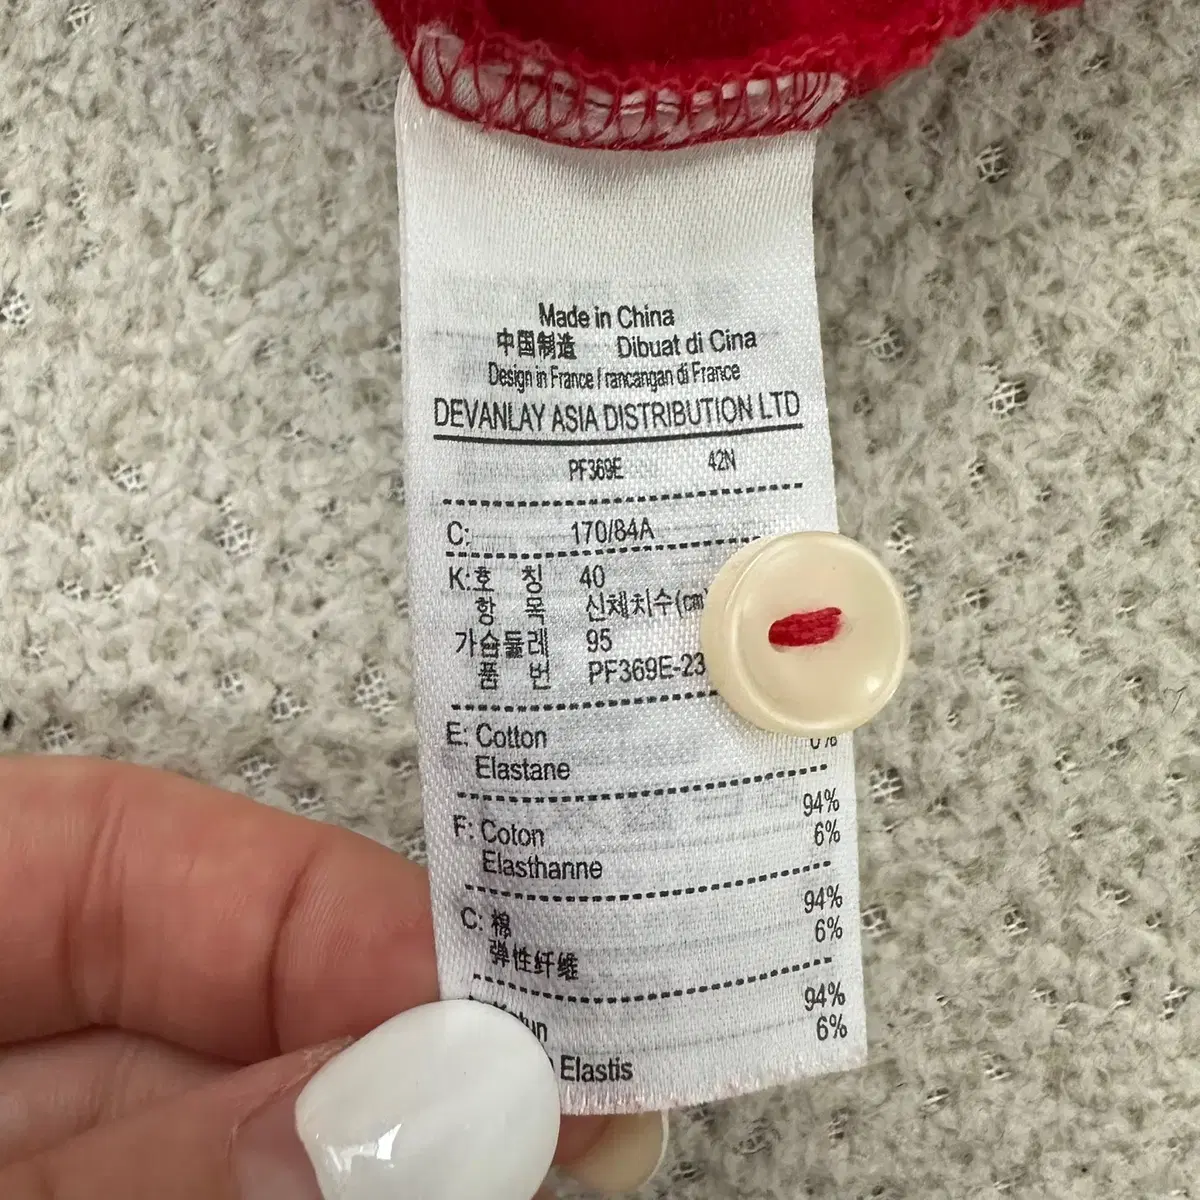 Made in China
中国制造 Dibuat di Cina
Design in France / rancangan di France
DEVANLAY ASIA DISTRIBUTION LTD
PF369E 42N
C: 170/84A
K:호 칭 40
항 목 신체치수(cm
가슴둘레 95
품 번 PF369E-23
E: Cotton
Elastane 6%
F: Coton 94%
Elasthanne 6%
C: 棉 94%
弹性纤维 6%
94%
Elastis 6%